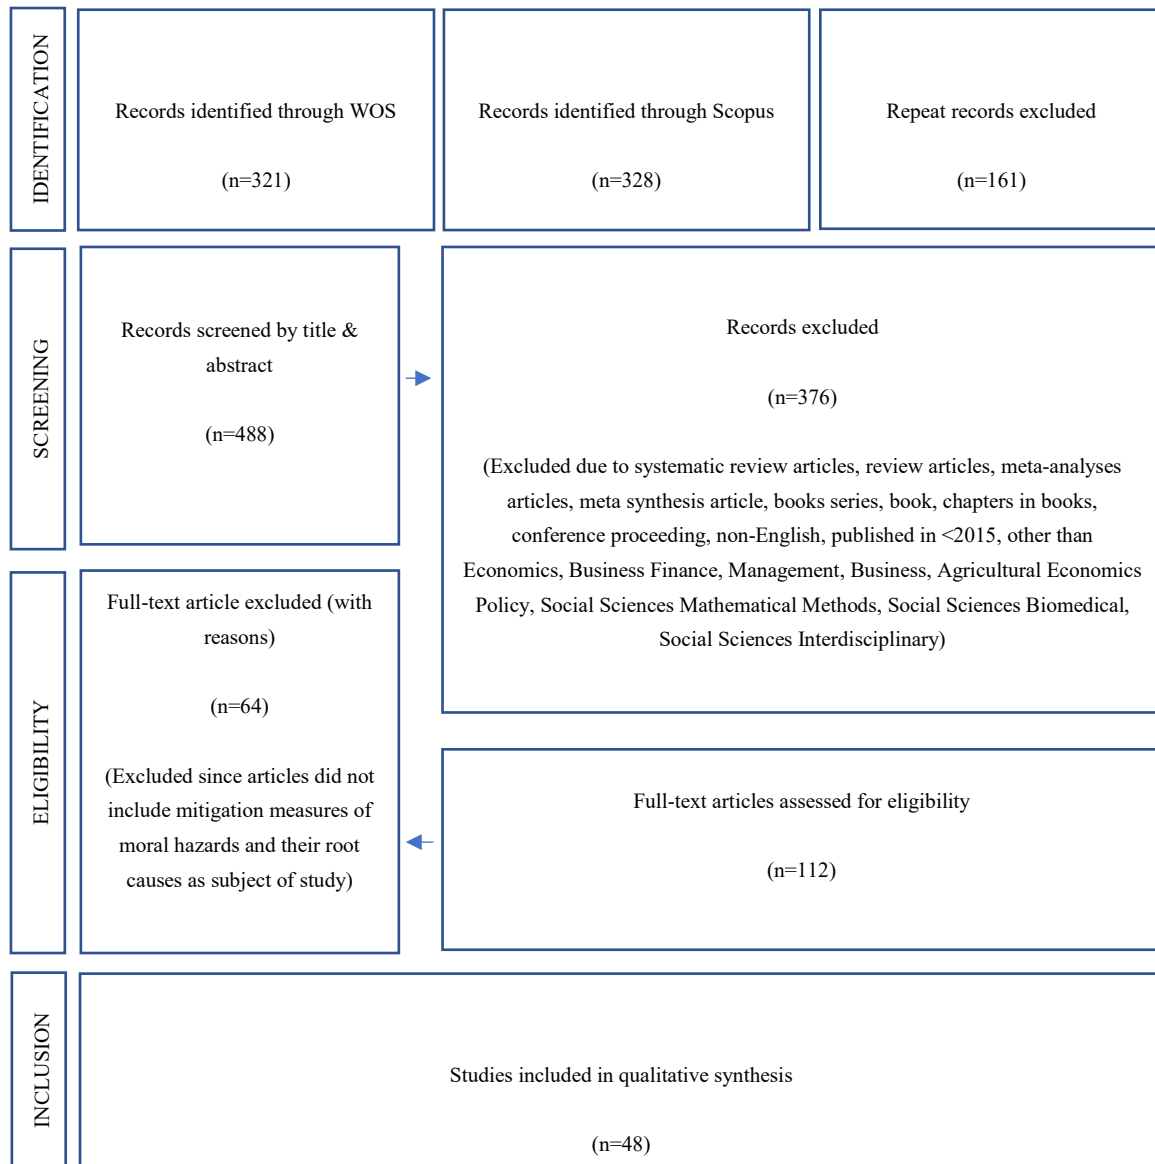 IDENTIFICATION
Records identified through WOS
(n=321)
Records identified through Scopus
(n=328)
Repeat records excluded
(n=161)
SCREENING
Records screened by title &
abstract
(n=488)
Records excluded
(n=376)
(Excluded due to systematic review articles, review articles, meta-analyses
articles, meta synthesis article, books series, book, chapters in books,
conference proceeding, non-English, published in <2015, other than
Economics, Business Finance, Management, Business, Agricultural Economics
Policy, Social Sciences Mathematical Methods, Social Sciences Biomedical,
Social Sciences Interdisciplinary)
ELIGIBILITY
Full-text article excluded (with
reasons)
(n=64)
(Excluded since articles did not
include mitigation measures of
moral hazards and their root
causes as subject of study)
Full-text articles assessed for eligibility
(n=112)
INCLUSION
Studies included in qualitative synthesis
(n=48)